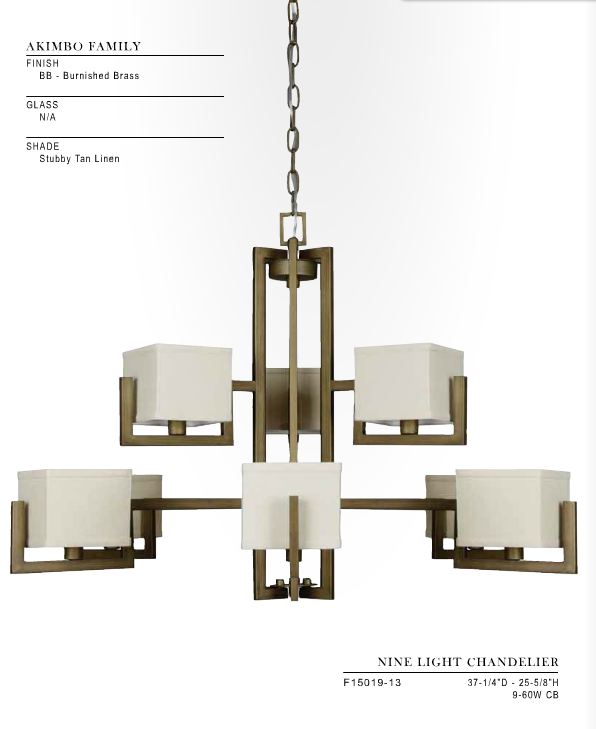 AKIMBO FAMILY
FINISH
BB - Burnished Brass
GLASS
N/A
SHADE
Stubby Tan Linen
NINE LIGHT CHANDELIER
F15019-13 37-1/4"D - 25-5/8"H
9-60W CB